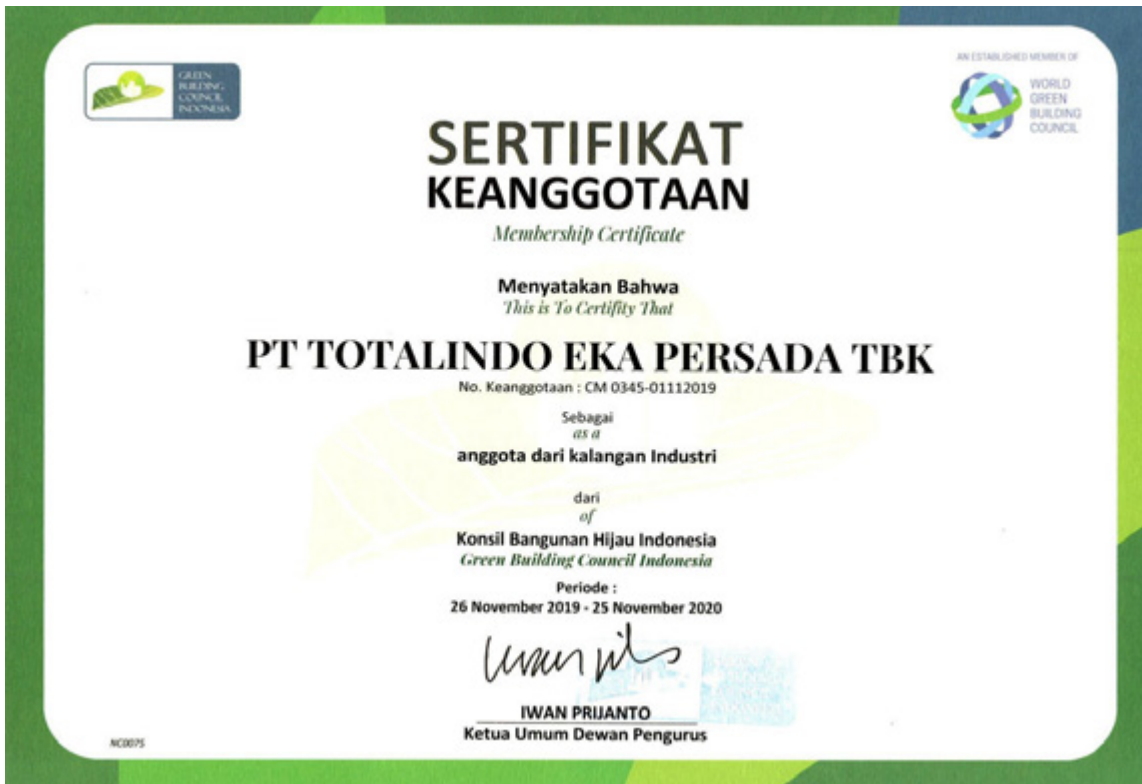 GREEN
BUILDING
COUNCIL
INDONESIA
AN ESTABLISHED MEMBER OF
WORLD
GREEN
BUILDING
COUNCIL
SERTIFIKAT
KEANGGOTAAN
Membership Certificate
Menyatakan Bahwa
This is To Certifity That
PT TOTALINDO EKA PERSADA TBK
No. Keanggotaan : CM 0345-01112019
Sebagai
as a
anggota dari kalangan Industri
dari
of
Konsil Bangunan Hijau Indonesia
Green Building Council Indonesia
Periode :
26 November 2019 - 25 November 2020
IWAN PRIJANTO
Ketua Umum Dewan Pengurus
NC0075